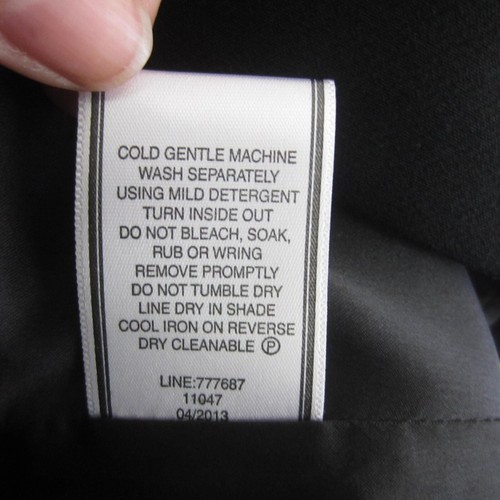 COLD GENTLE MACHINE
WASH SEPARATELY
USING MILD DETERGENT
TURN INSIDE OUT
DO NOT BLEACH, SOAK,
RUB OR WRING
REMOVE PROMPTLY
DO NOT TUMBLE DRY
LINE DRY IN SHADE
COOL IRON ON REVERSE
DRY CLEANABLE Ⓟ
LINE:777687
11047
04/2013